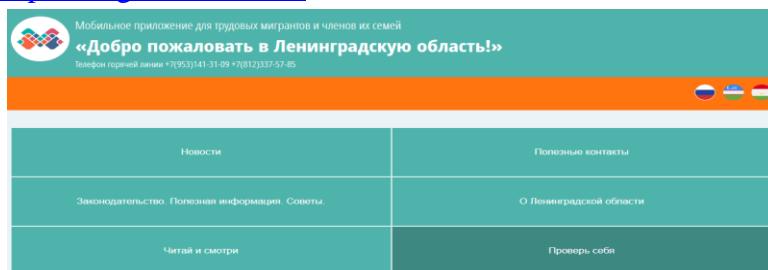 Мобильное приложение для трудовых мигрантов и членов их семей
«Добро пожаловать в Ленинградскую область!»
Телефон горячей линии +7(953)141-31-09 +7(812)337-57-85
Новости
Полезные контакты
Законодательство. Полезная информация. Советы.
О Ленинградской области
Читай и смотри
Проверь себя